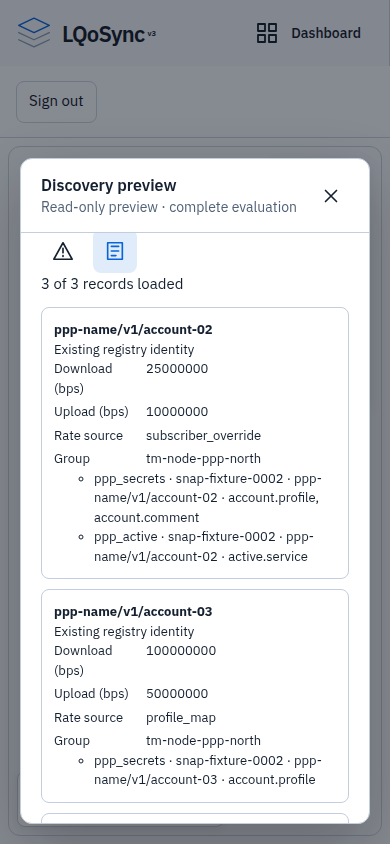 LQoSync v3
Dashboard
Sign out
Discovery preview
Read-only preview · complete evaluation
3 of 3 records loaded
ppp-name/v1/account-02
Existing registry identity
Download (bps) 25000000
Upload (bps) 10000000
Rate source subscriber_override
Group tm-node-ppp-north
ppp_secrets · snap-fixture-0002 · ppp-
name/v1/account-02 · account.profile,
account.comment
ppp_active · snap-fixture-0002 · ppp-
name/v1/account-02 · active.service
ppp-name/v1/account-03
Existing registry identity
Download (bps) 100000000
Upload (bps) 50000000
Rate source profile_map
Group tm-node-ppp-north
ppp_secrets · snap-fixture-0002 · ppp-
name/v1/account-03 · account.profile